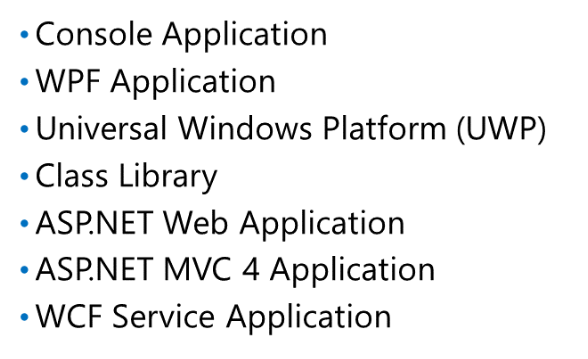 • Console Application
• WPF Application
• Universal Windows Platform (UWP)
• Class Library
• ASP.NET Web Application
• ASP.NET MVC 4 Application
• WCF Service Application